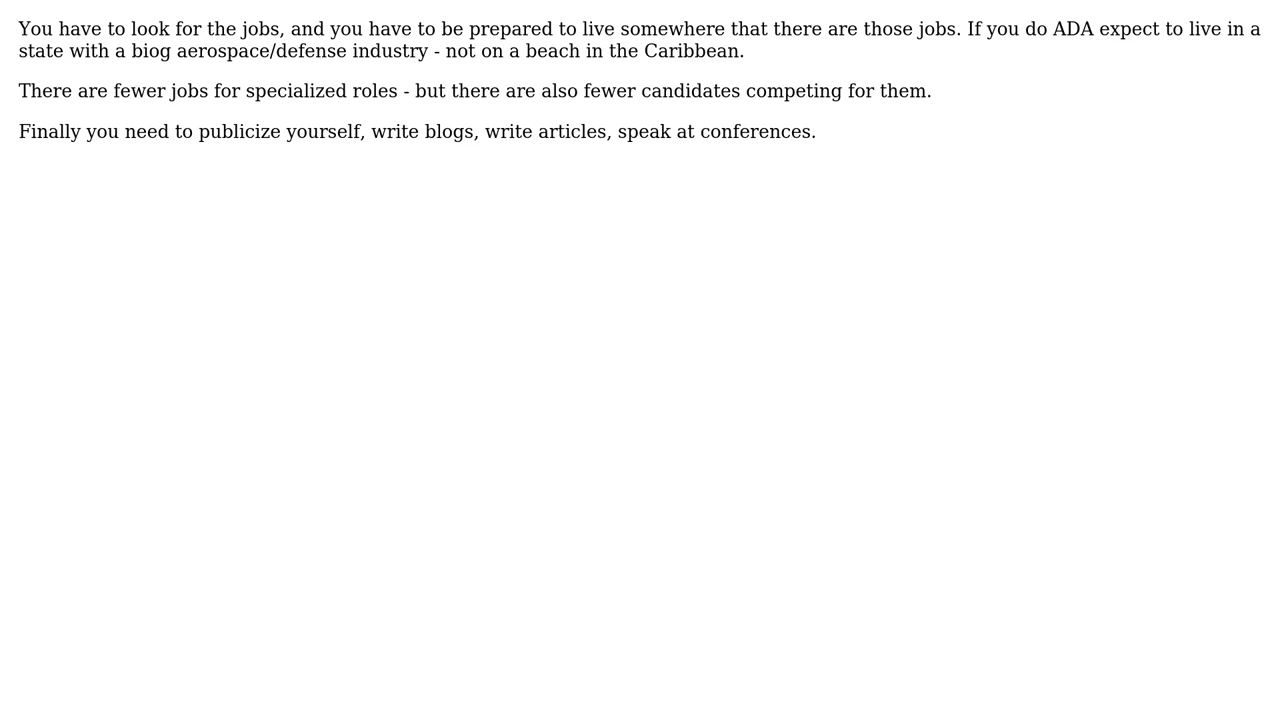 You have to look for the jobs, and you have to be prepared to live somewhere that there are those jobs. If you do ADA expect to live in a
state with a biog aerospace/defense industry - not on a beach in the Caribbean.
There are fewer jobs for specialized roles - but there are also fewer candidates competing for them.
Finally you need to publicize yourself, write blogs, write articles, speak at conferences.